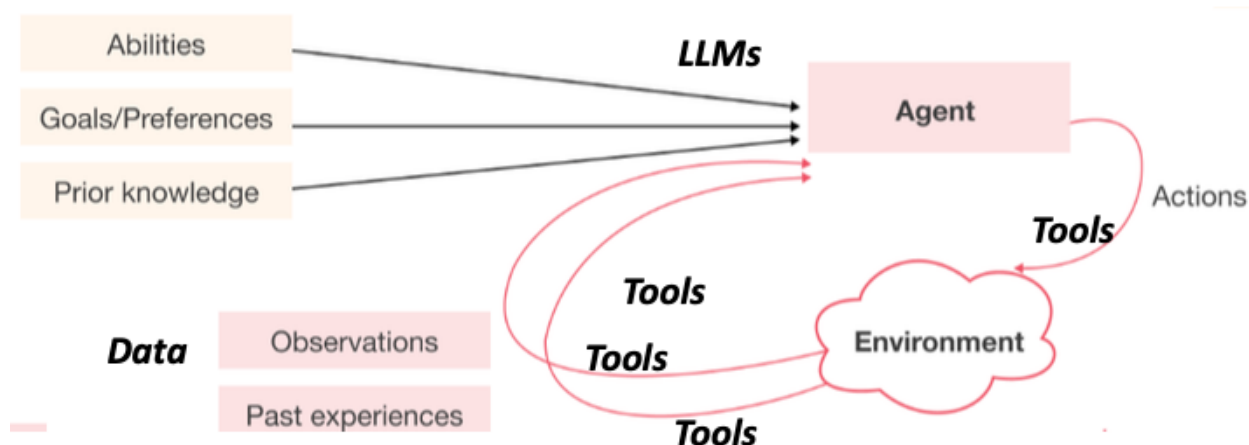 Abilities
LLMs
Goals/Preferences
Agent
Prior knowledge
Actions
Tools
Tools
Data
Observations
Tools
Environment
Past experiences
Tools